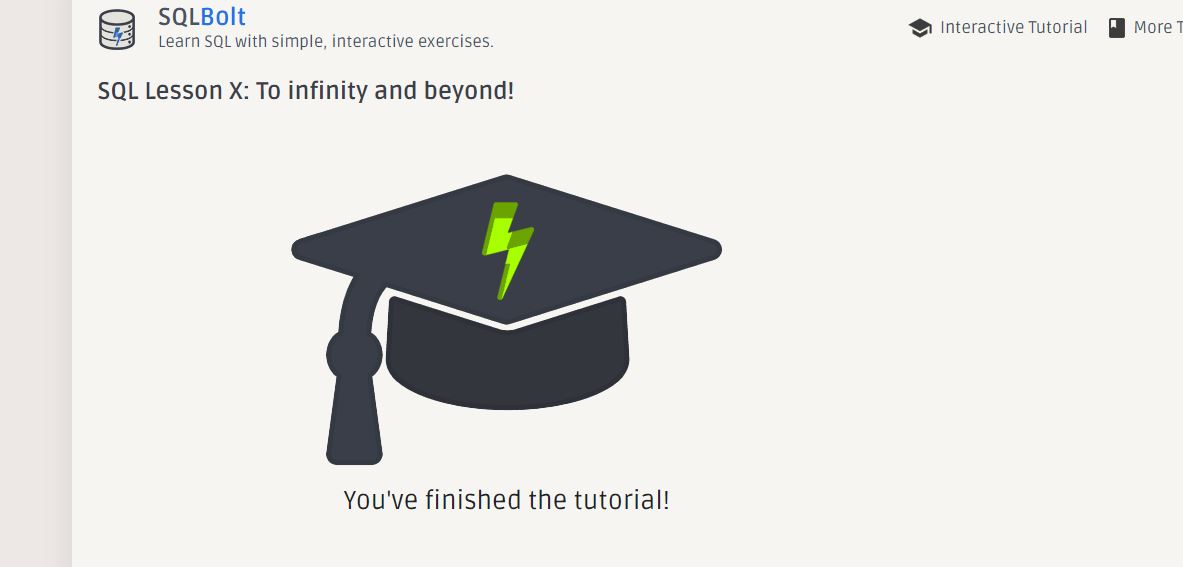 SQLBolt
Learn SQL with simple, interactive exercises.
Interactive Tutorial
More T
SQL Lesson X: To infinity and beyond!
You've finished the tutorial!